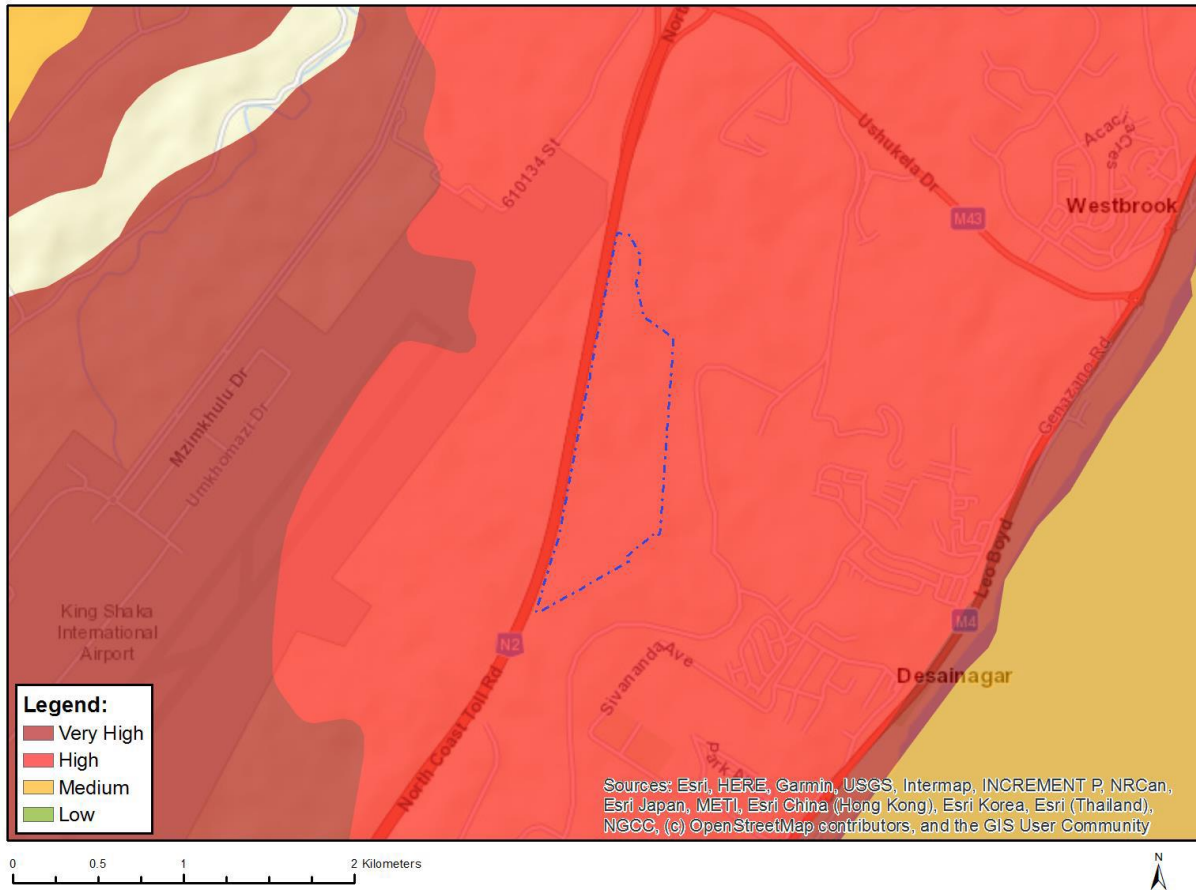 North
610134 St
Ushukela Dr
Acacia Cres
M43
Westbrook
Genazano Rd
Mzimkhulu Dr
Umkhomazi Dr
Leo Boyd
King Shaka
International
Airport
N2
M4
Desainagar
Sivananda Ave
North Coast Toll Rd
Park
Legend:
Very High
High
Medium
Low
Sources: Esri, HERE, Garmin, USGS, Intermap, INCREMENT P, NRCan,
Esri Japan, METI, Esri China (Hong Kong), Esri Korea, Esri (Thailand),
NGCC, (c) OpenStreetMap contributors, and the GIS User Community
0 0.5 1 2 Kilometers
N